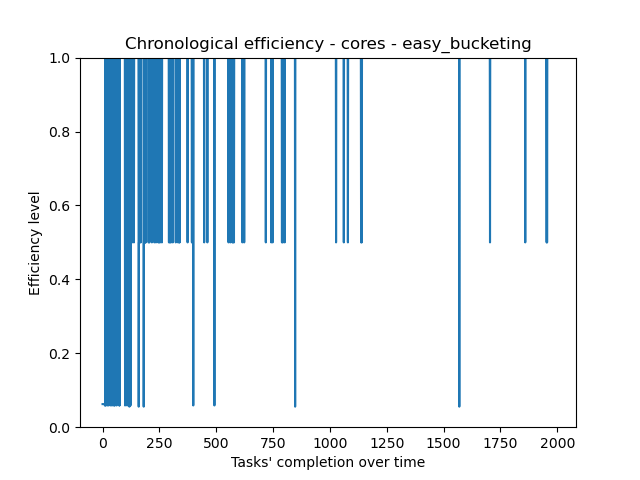 Chronological efficiency - cores - easy_bucketing
1.0
0.8
0.6
0.4
0.2
0.0
Efficiency level
0 250 500 750 1000 1250 1500 1750 2000
Tasks' completion over time